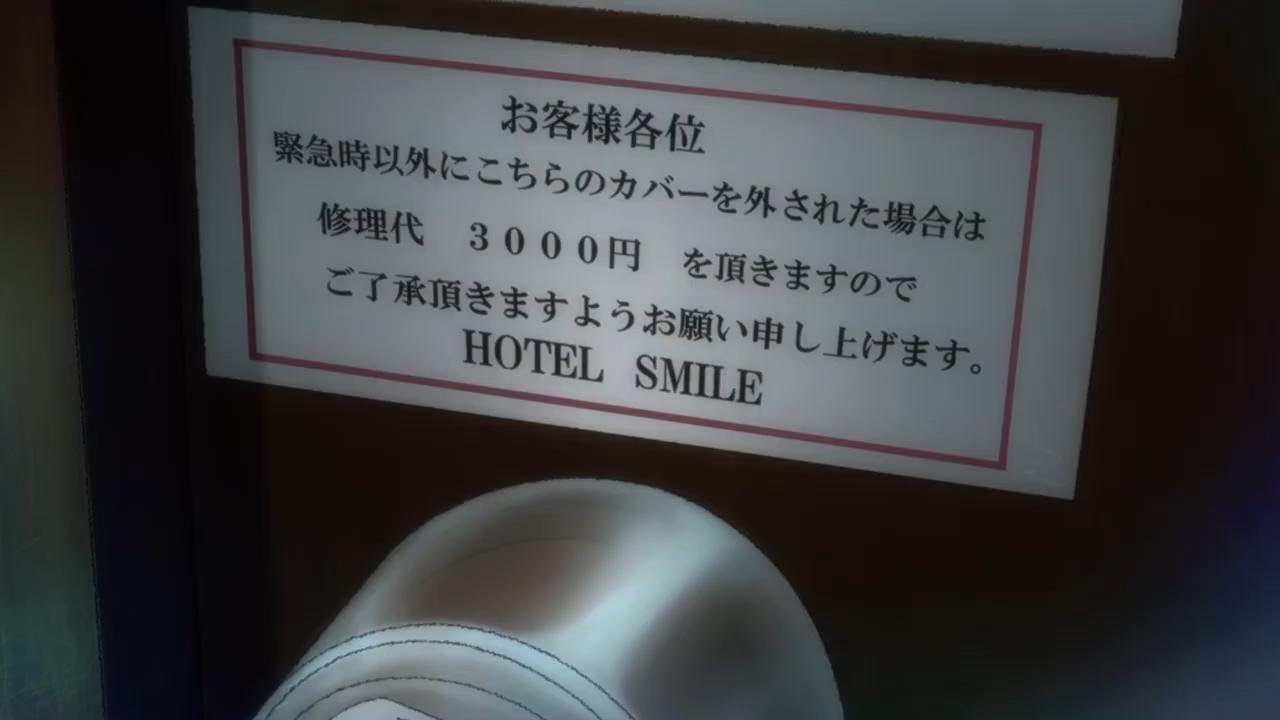 お客様各位
緊急時以外にこちらのカバーを外された場合は
修理代　３０００円　を頂きますので
ご了承頂きますようお願い申し上げます。
HOTEL SMILE